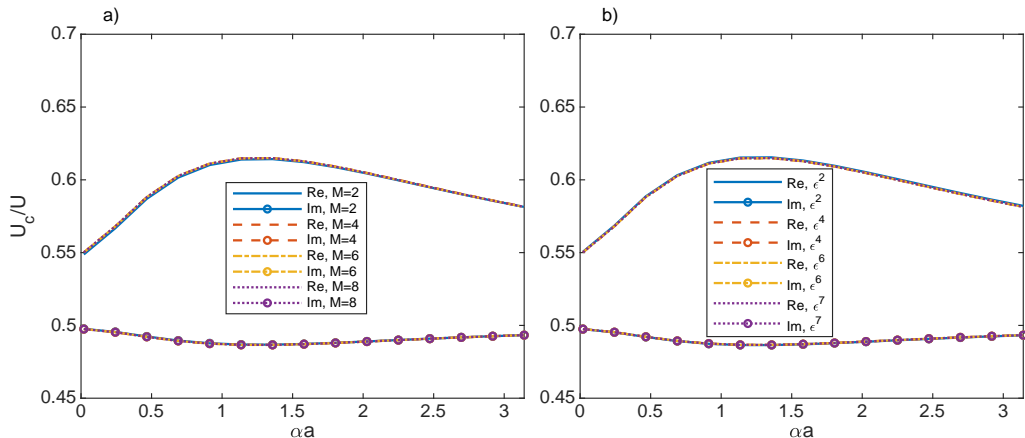 a)
0.7
0.65
0.6
0.55
0.5
0.45
U_c/U
Re, M=2
Im, M=2
Re, M=4
Im, M=4
Re, M=6
Im, M=6
Re, M=8
Im, M=8
0 0.5 1 1.5 2 2.5 3
αa
b)
0.7
0.65
0.6
0.55
0.5
0.45
Re, ϵ^2
Im, ϵ^2
Re, ϵ^4
Im, ϵ^4
Re, ϵ^6
Im, ϵ^6
Re, ϵ^7
Im, ϵ^7
0 0.5 1 1.5 2 2.5 3
αa